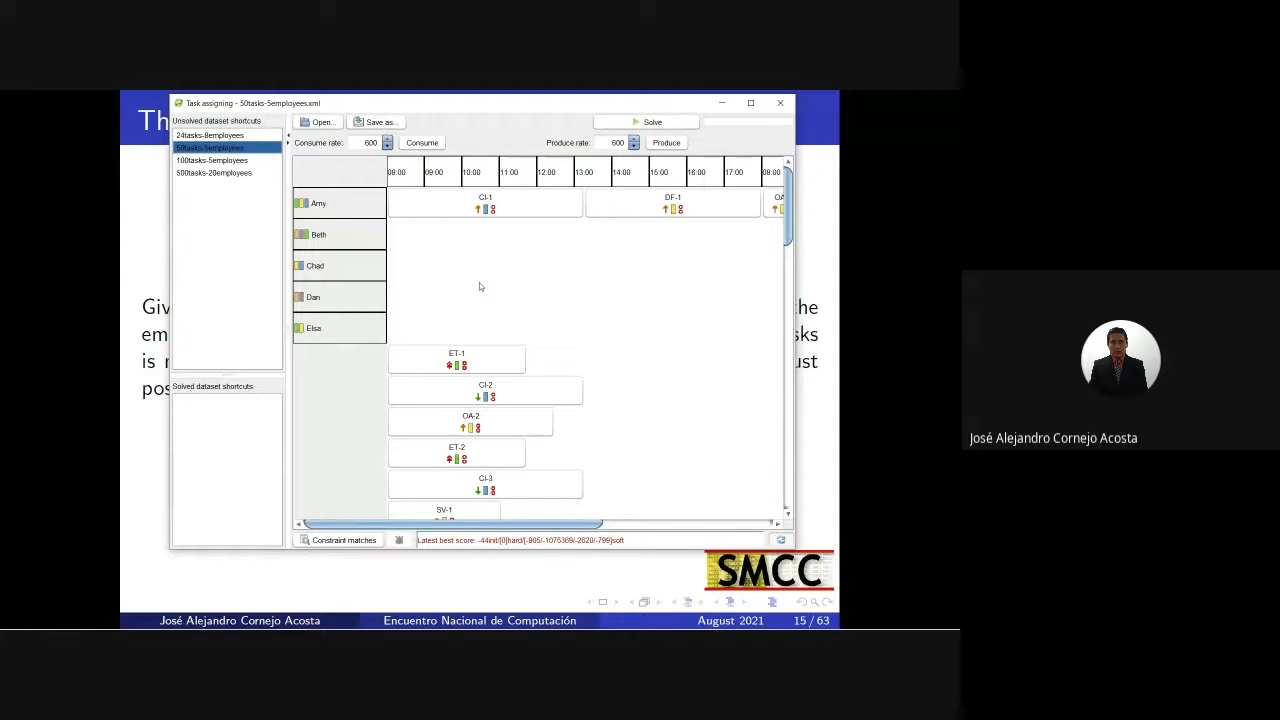 Th
Task assigning - 50tasks-5employees.xml
Unsolved dataset shortcuts
24tasks-8employees
50tasks-5employees
100tasks-5employees
500tasks-20employees
Solved dataset shortcuts
Open...
Save as...
Solve
Consume rate: 600 Consume
Produce rate: 600 Produce
08:00 09:00 10:00 11:00 12:00 13:00 14:00 15:00 16:00 17:00 08:00
Amy
CI-1
DF-1
OA
Beth
Chad
Dan
Elsa
ET-1
CI-2
OA-2
ET-2
CI-3
SV-1
Constraint matches
Latest best score: -44init/[0]hard/[-905/-1075369/-2620/-799]soft
Giv
he
em
sks
is
ust
pos
SMCC
José Alejandro Cornejo Acosta
Encuentro Nacional de Computación
August 2021
15 / 63
José Alejandro Cornejo Acosta